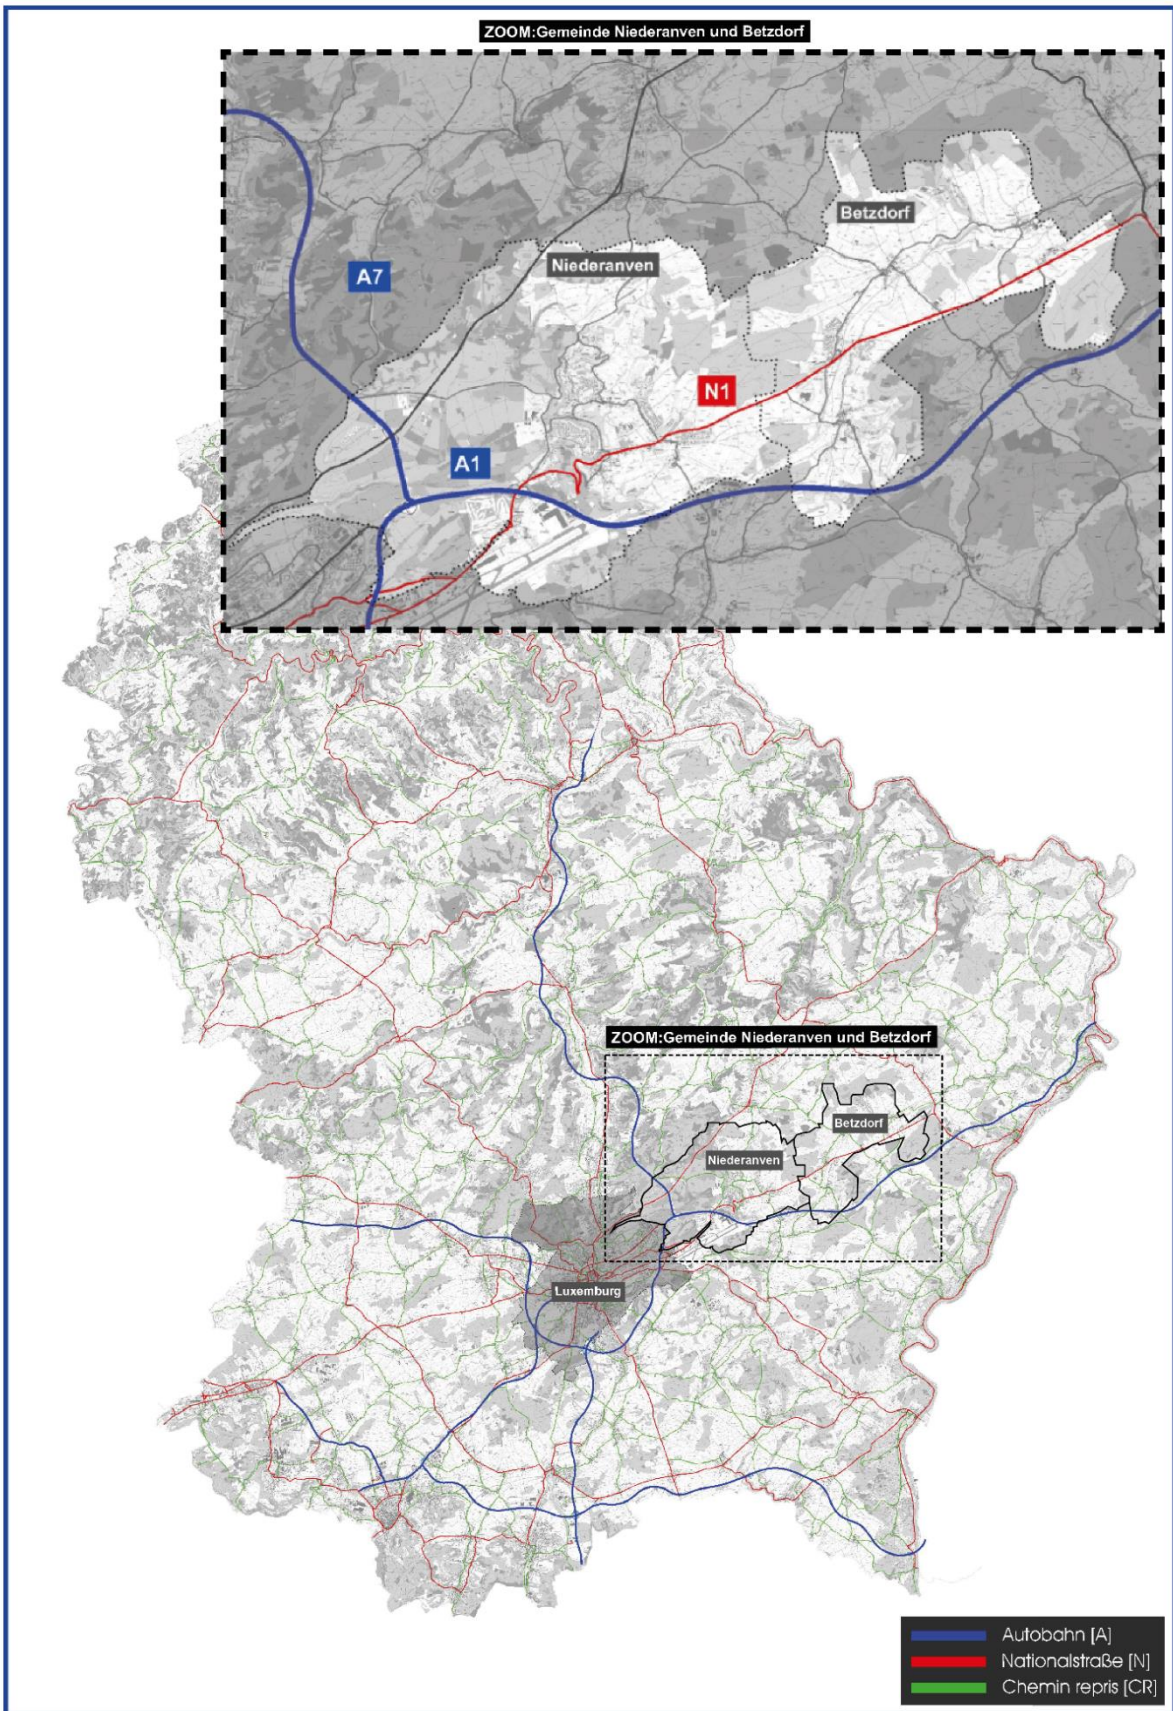 ZOOM:Gemeinde Niederanven und Betzdorf
Betzdorf
Niederanven
A7
N1
A1
ZOOM:Gemeinde Niederanven und Betzdorf
Betzdorf
Niederanven
Luxemburg
Autobahn [A]
Nationalstraße [N]
Chemin repris [CR]